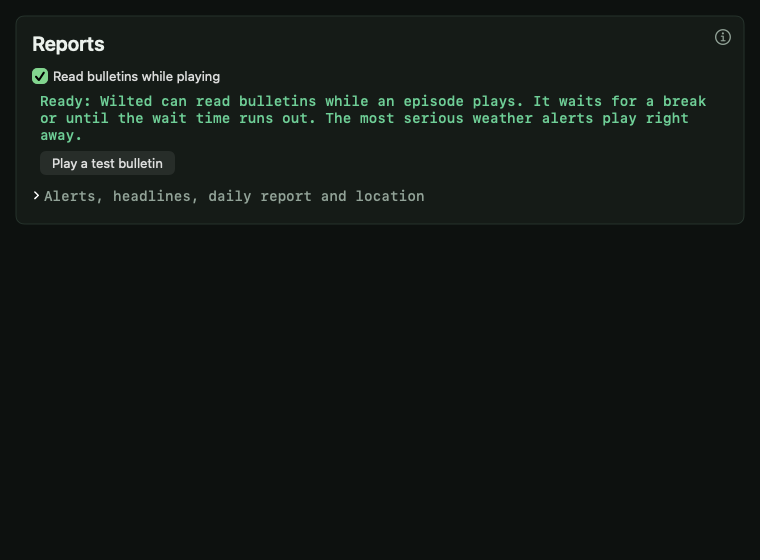 Reports
Read bulletins while playing
Ready: Wilted can read bulletins while an episode plays. It waits for a break
or until the wait time runs out. The most serious weather alerts play right
away.
Play a test bulletin
Alerts, headlines, daily report and location